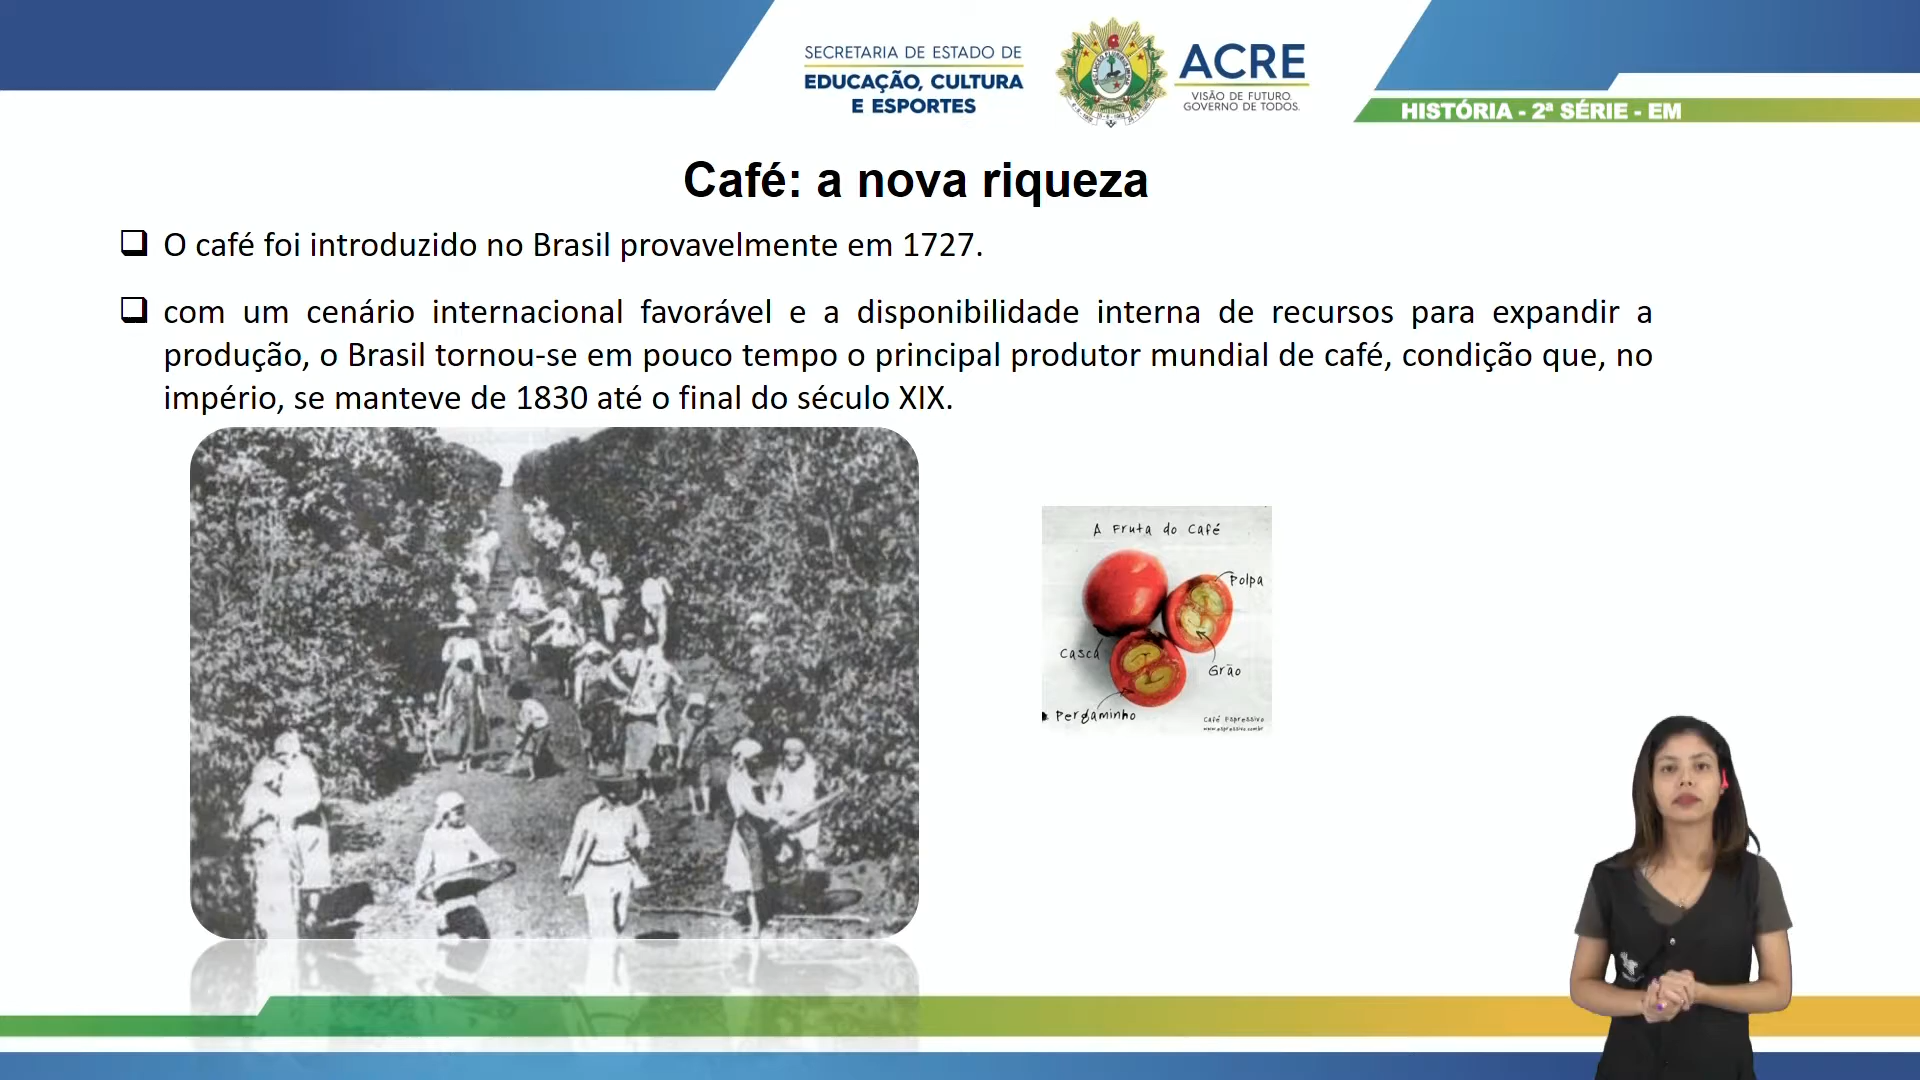 SECRETARIA DE ESTADO DE
EDUCAÇÃO, CULTURA
E ESPORTES
ACRE
VISÃO DE FUTURO.
GOVERNO DE TODOS.
HISTÓRIA - 2ª SÉRIE - EM
Café: a nova riqueza
O café foi introduzido no Brasil provavelmente em 1727.
com um cenário internacional favorável e a disponibilidade interna de recursos para expandir a
produção, o Brasil tornou-se em pouco tempo o principal produtor mundial de café, condição que, no
império, se manteve de 1830 até o final do século XIX.
A Fruta do Café
Polpa
Casca
Grão
Pergaminho
Café Espressivo